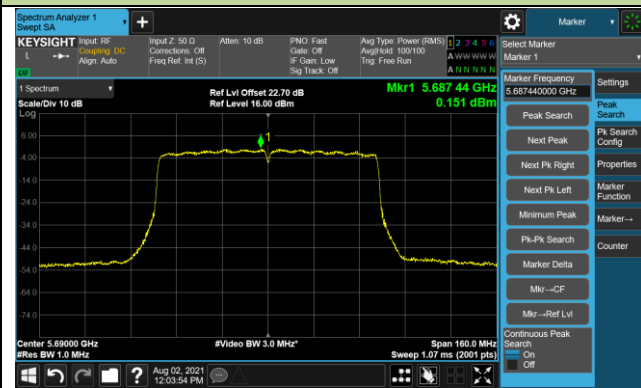 Spectrum Analyzer 1
Swept SA
Marker
KEYSIGHT
L
Input: RF
Coupling: DC
Align: Auto
Input Z: 50 Ω
Corrections: Off
Freq Ref: Int (S)
Atten: 10 dB
PNO: Fast
Gate: Off
IF Gain: Low
Sig Track: Off
Avg Type: Power (RMS)
Avg|Hold: 100/100
Trig: Free Run
1 2 3 4 5 6
A W W W W W
A N N N N N
Select Marker
Marker 1
1 Spectrum
Scale/Div 10 dB
Log
Ref Lvl Offset 22.70 dB
Ref Level 16.00 dBm
Mkr1 5.687 44 GHz
0.151 dBm
6.00
-4.00
-14.0
-24.0
-34.0
-44.0
-54.0
-64.0
-74.0
1
Center 5.69000 GHz
#Res BW 1.0 MHz
#Video BW 3.0 MHz*
Span 160.0 MHz
Sweep 1.07 ms (2001 pts)
Marker Frequency
5.687440000 GHz
Peak Search
Next Peak
Next Pk Right
Next Pk Left
Minimum Peak
Pk-Pk Search
Marker Delta
Mkr→CF
Mkr→Ref Lvl
Continuous Peak
Search
On
Off
Settings
Peak
Search
Pk Search
Config
Properties
Marker
Function
Marker→
Counter
?
Aug 02, 2021
12:03:54 PM